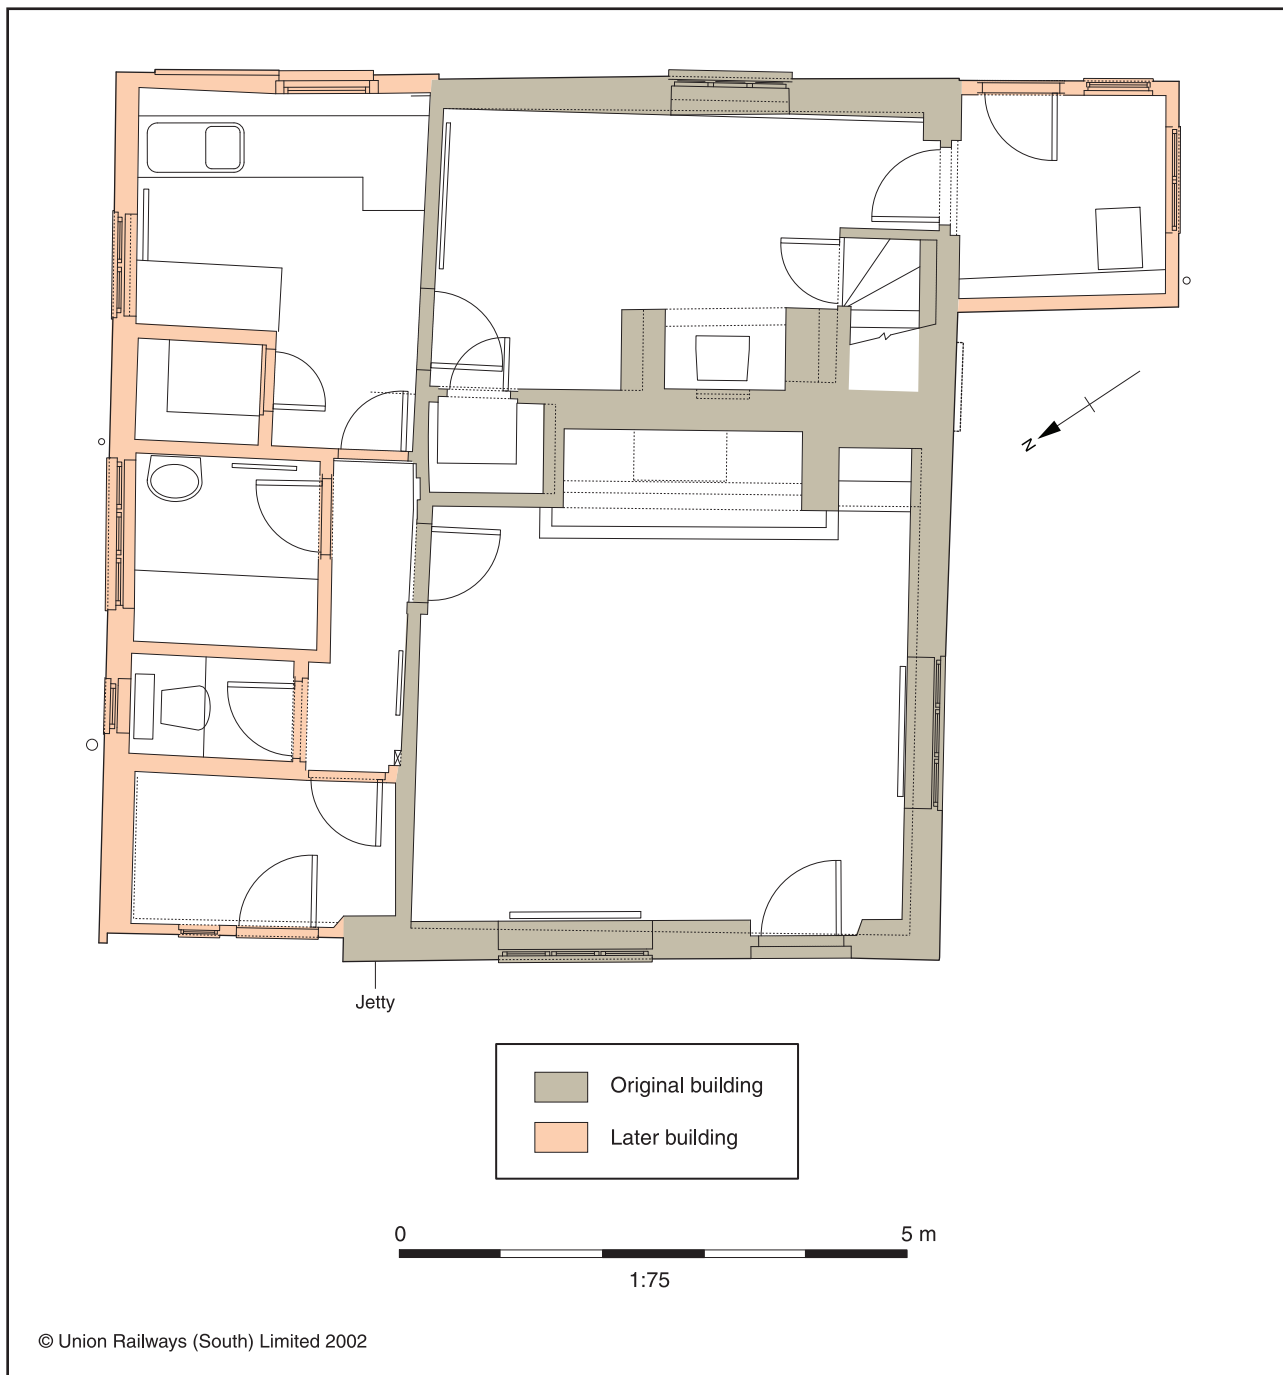 N
Jetty
Original building
Later building
0 5 m
1:75
© Union Railways (South) Limited 2002